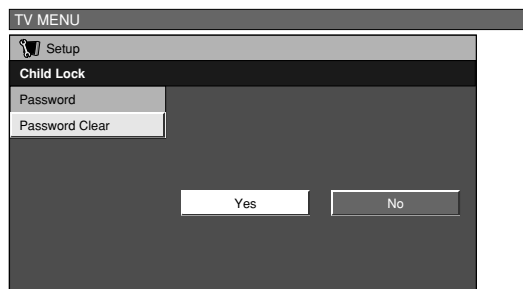 TV MENU
Setup
Child Lock
Password
Password Clear
Yes No